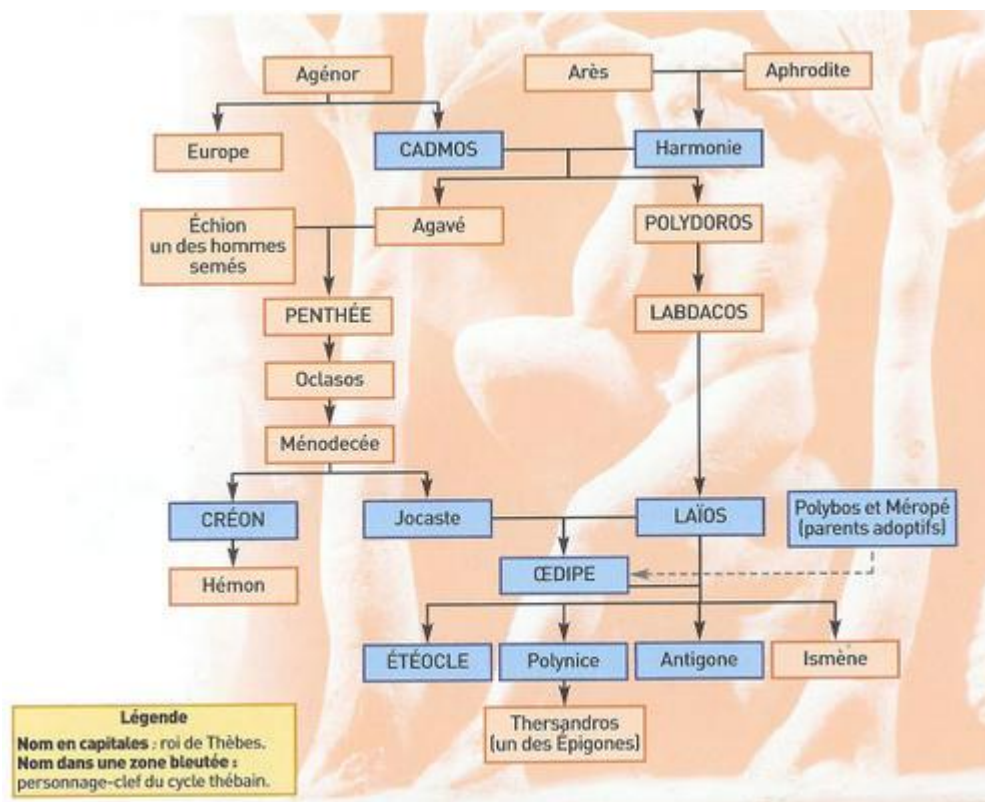 Agénor
Arès
Aphrodite
Europe
CADMOS
Harmonie
Échion
un des hommes
semés
Agavé
POLYDOROS
PENTHÉE
LABDACOS
Oclasos
Ménodecée
CRÉON
Jocaste
LAÏOS
Polybos et Méropé
(parents adoptifs)
ŒDIPE
Hémon
ÉTÉOCLE
Polynice
Antigone
Ismène
Thersandros
(un des Épigones)
Légende
Nom en capitales : roi de Thèbes.
Nom dans une zone bleutée :
personnage-clef du cycle thébain.